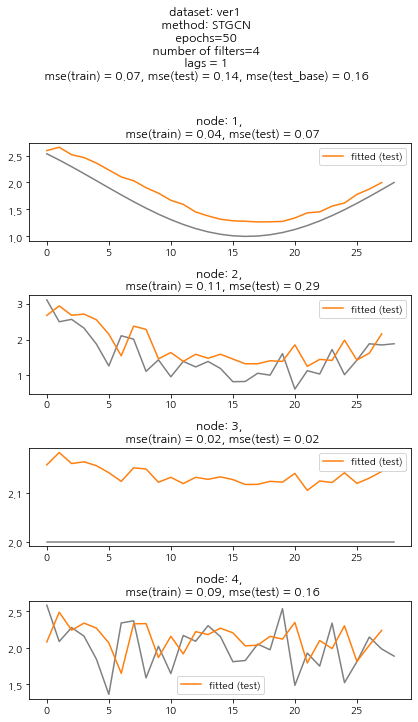 dataset: ver1
method: STGCN
epochs=50
number of filters=4
lags = 1
mse(train) = 0.07, mse(test) = 0.14, mse(test_base) = 0.16
node: 1,
mse(train) = 0.04, mse(test) = 0.07
fitted (test)
2.5
2.0
1.5
1.0
0 5 10 15 20 25
node: 2,
mse(train) = 0.11, mse(test) = 0.29
fitted (test)
3
2
1
0 5 10 15 20 25
node: 3,
mse(train) = 0.02, mse(test) = 0.02
fitted (test)
2.1
2.0
0 5 10 15 20 25
node: 4,
mse(train) = 0.09, mse(test) = 0.16
2.5
2.0
1.5
fitted (test)
0 5 10 15 20 25